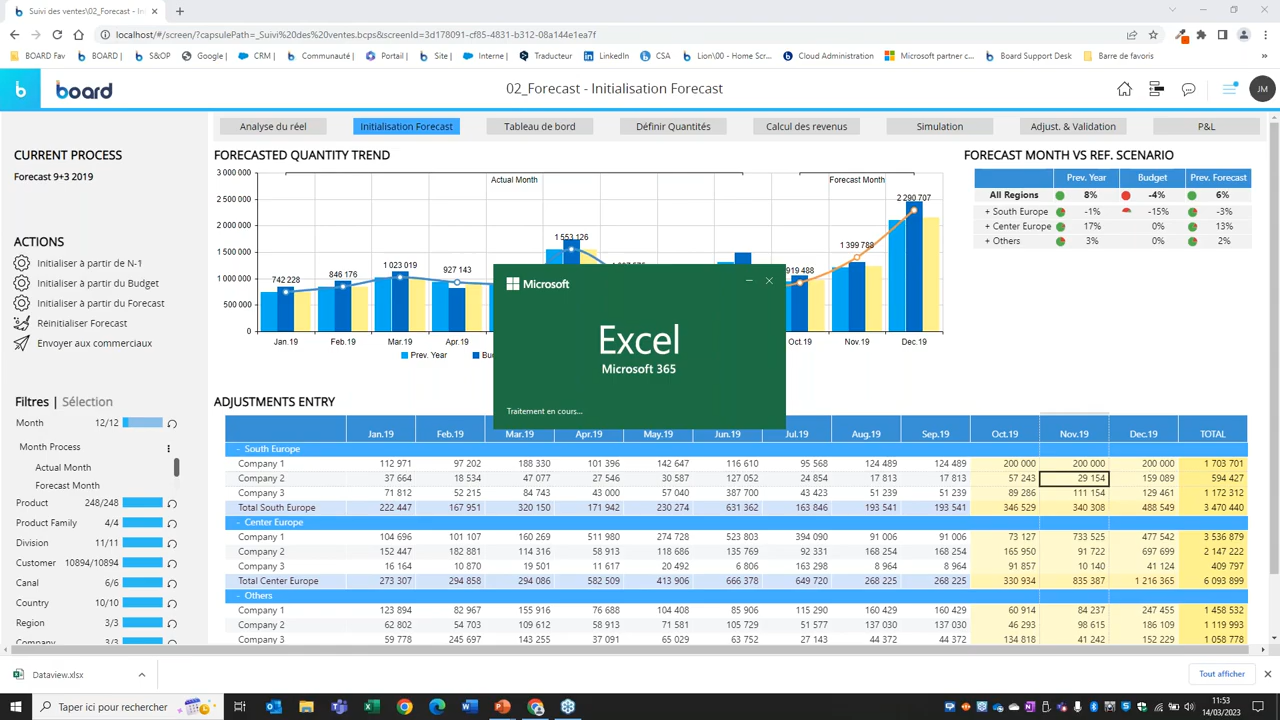 Suivi des ventes\02_Forecast - In
localhost/#/screen/?capsulePath=_Suivi%20des%20ventes.bcps&screenId=3d178091-cf85-4831-b312-08a144e1ea7f
BOARD Fav
BOARD |
S&OP
Google |
CRM |
Communauté |
Portail |
Site |
Interne |
Traducteur
LinkedIn
CSA
Lion\00 - Home Scr...
Cloud Administration
Microsoft partner c...
Board Support Desk
Barre de favoris
b board
02_Forecast - Initialisation Forecast
JM
Analyse du réel
Initialisation Forecast
Tableau de bord
Définir Quantités
Calcul des revenus
Simulation
Adjust. & Validation
P&L
CURRENT PROCESS
Forecast 9+3 2019
ACTIONS
Initialiser à partir de N-1
Initialiser à partir du Budget
Initialiser à partir du Forecast
Réinitialiser Forecast
Envoyer aux commerciaux
Filtres | Sélection
Month 12/12
Month Process
Actual Month
Forecast Month
Product 248/248
Product Family 4/4
Division 11/11
Customer 10894/10894
Canal 6/6
Country 10/10
Region 3/3
Company 3/3
FORECASTED QUANTITY TREND
3 000 000
2 500 000
2 000 000
1 500 000
1 000 000
500 000
0
Actual Month
Forecast Month
742 228
846 176
1 023 019
927 143
1 553 126
919 488
1 399 788
2 290 707
Jan.19 Feb.19 Mar.19 Apr.19 Oct.19 Nov.19 Dec.19
Prev. Year
FORECAST MONTH VS REF. SCENARIO
Prev. Year Budget Prev. Forecast
All Regions 8% -4% 6%
+ South Europe -1% -15% -3%
+ Center Europe 17% 0% 13%
+ Others 3% 0% 2%
Microsoft
Excel
Microsoft 365
Traitement en cours...
ADJUSTMENTS ENTRY
Jan.19 Feb.19 Mar.19 Apr.19 May.19 Jun.19 Jul.19 Aug.19 Sep.19 Oct.19 Nov.19 Dec.19 TOTAL
- South Europe
Company 1 112 971 97 202 188 330 101 396 142 647 116 610 95 568 124 489 124 489 200 000 200 000 200 000 1 703 701
Company 2 37 664 18 534 47 077 27 546 30 587 127 032 24 854 17 813 17 813 57 243 29 154 159 089 594 427
Company 3 71 812 52 215 84 743 43 000 57 040 387 700 43 423 51 239 51 239 89 286 111 154 129 461 1 172 312
Total South Europe 222 447 167 951 320 150 171 942 230 274 631 362 163 846 193 541 193 541 346 529 340 308 488 549 3 470 440
- Center Europe
Company 1 104 696 101 106 160 269 511 980 274 728 523 803 394 090 91 006 91 006 73 127 733 525 477 542 3 536 879
Company 2 152 447 182 881 114 316 58 913 118 686 135 769 92 331 168 254 168 254 165 950 91 722 697 699 2 147 222
Company 3 16 164 10 870 19 501 11 617 20 492 6 806 163 298 8 964 8 964 91 857 10 140 41 124 409 797
Total Center Europe 273 307 294 858 294 086 582 509 413 906 666 378 649 720 268 225 268 225 330 934 835 387 1 216 365 6 093 899
- Others
Company 1 123 894 82 967 155 916 76 688 104 408 85 906 115 290 160 429 160 429 60 914 84 237 247 455 1 458 532
Company 2 62 802 54 703 109 612 79 014 71 581 105 729 51 577 137 030 137 030 46 293 98 615 186 109 1 119 993
Company 3 59 778 245 697 143 255 37 091 65 029 63 752 27 143 44 372 44 372 134 818 41 242 152 229 1 058 778
Dataview.xlsx
Tout afficher
Taper ici pour rechercher
11:53
14/03/2023